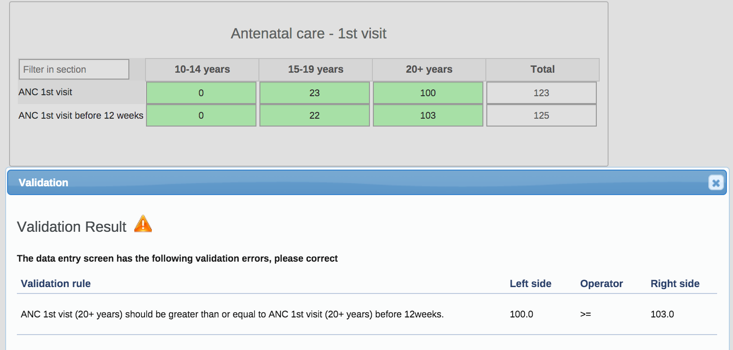 Antenatal care - 1st visit
Filter in section 10-14 years 15-19 years 20+ years Total
ANC 1st visit 0 23 100 123
ANC 1st visit before 12 weeks 0 22 103 125
Validation
Validation Result
The data entry screen has the following validation errors, please correct
Validation rule Left side Operator Right side
ANC 1st vist (20+ years) should be greater than or equal to ANC 1st visit (20+ years) before 12weeks. 100.0 >= 103.0